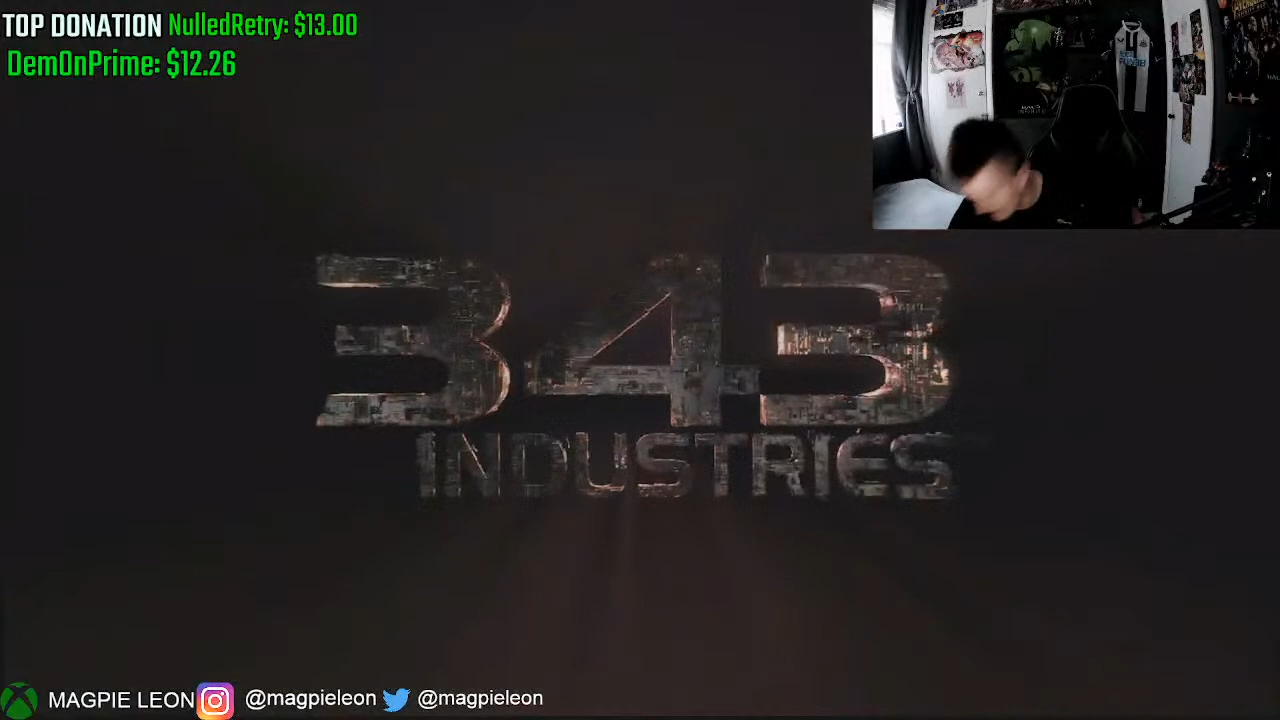 TOP DONATION NulledRetry: $13.00
DemOnPrime: $12.26
343
INDUSTRIES
MAGPIE LEON @magpieleon @magpieleon